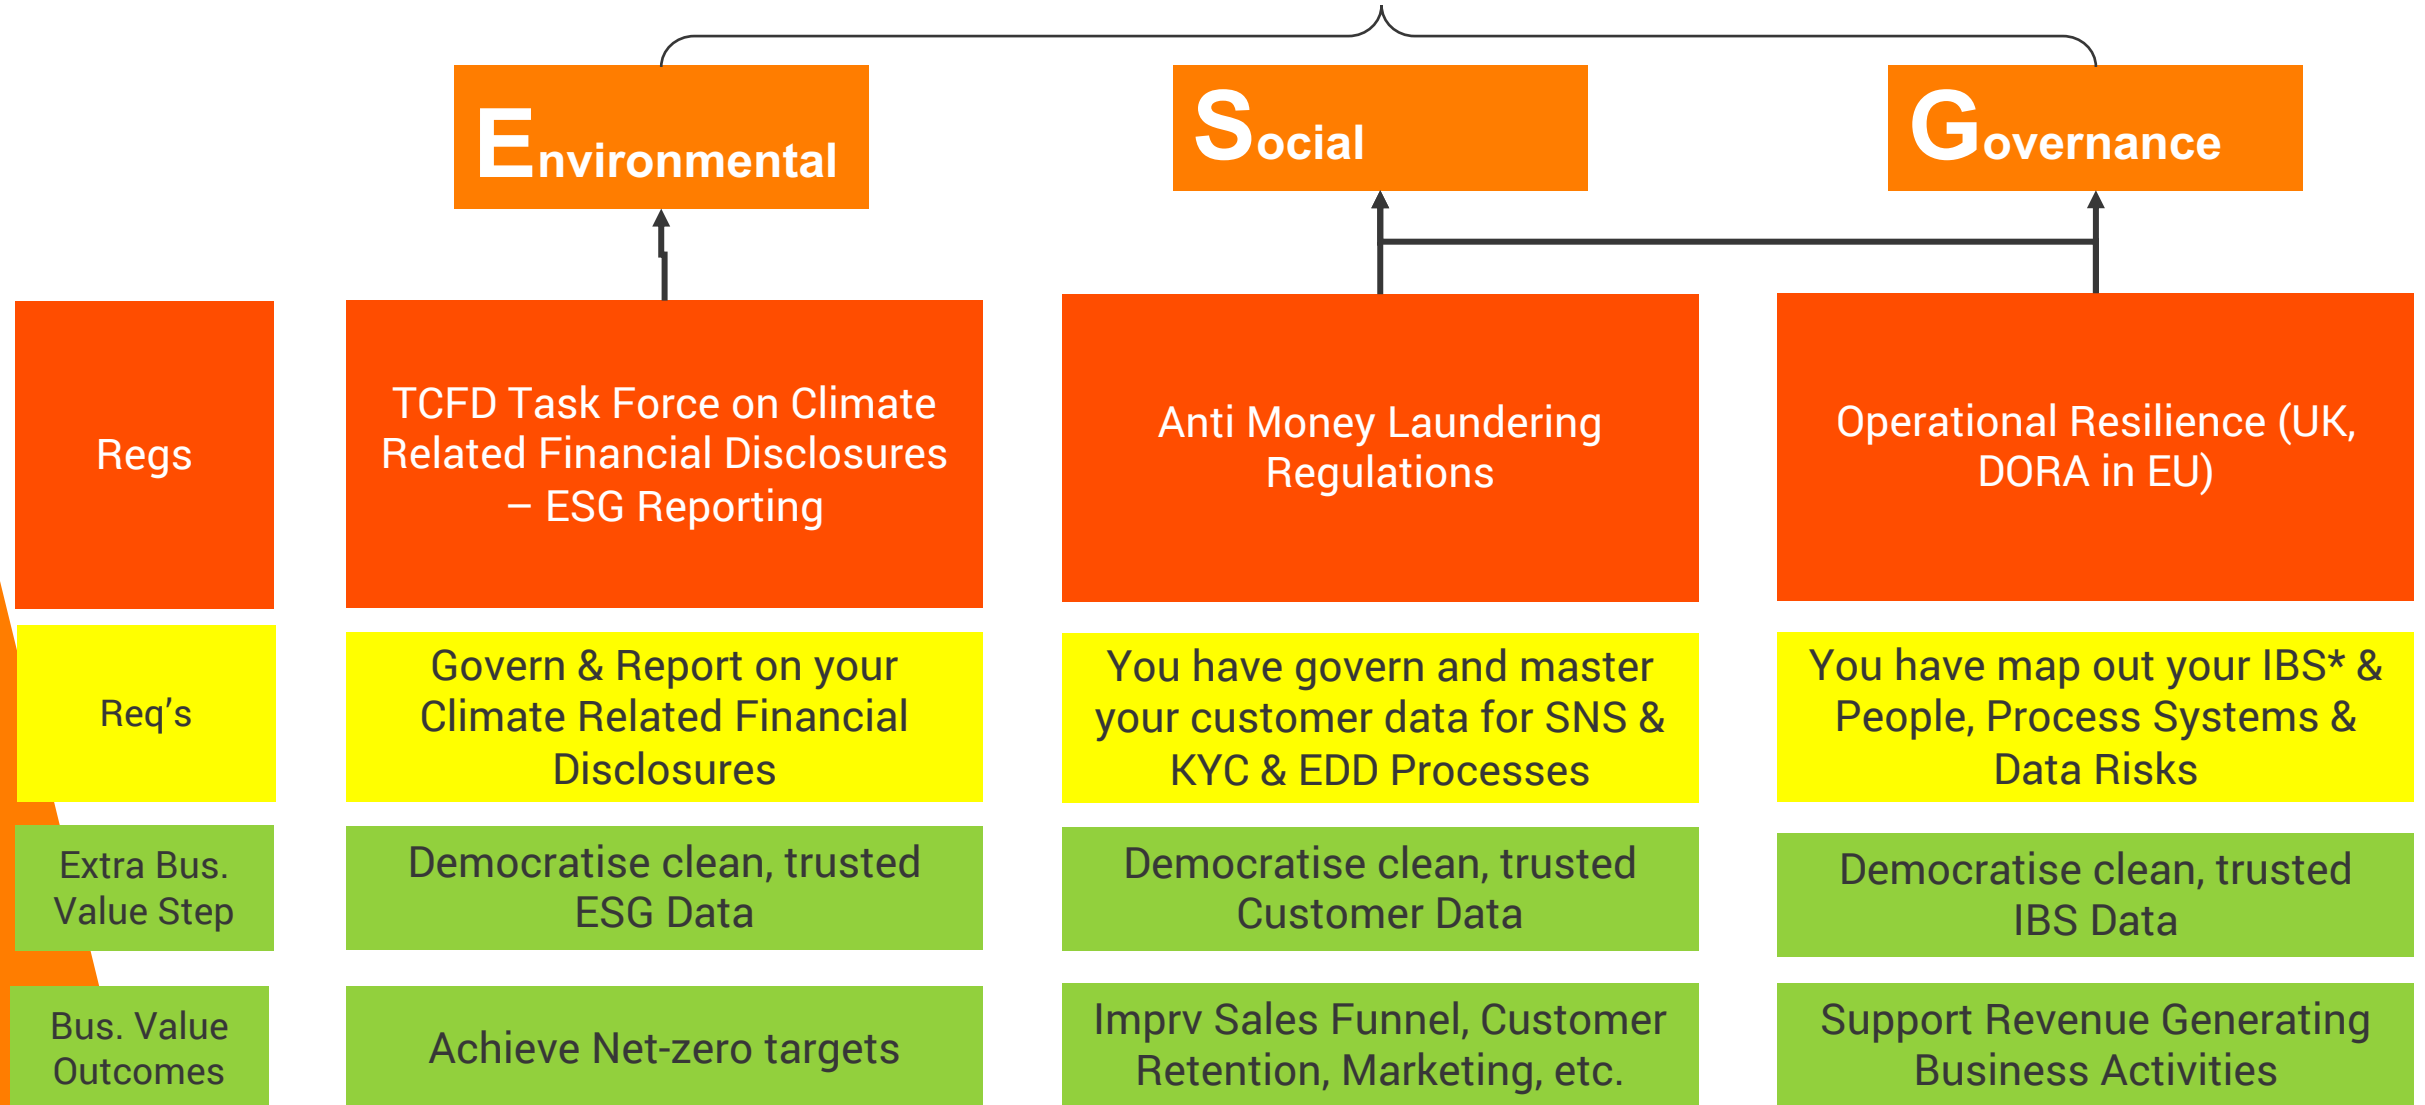 Environmental
Social
Governance
Regs
TCFD Task Force on Climate
Related Financial Disclosures
– ESG Reporting
Anti Money Laundering
Regulations
Operational Resilience (UK,
DORA in EU)
Req's
Govern & Report on your
Climate Related Financial
Disclosures
You have govern and master
your customer data for SNS &
KYC & EDD Processes
You have map out your IBS* &
People, Process Systems &
Data Risks
Extra Bus.
Value Step
Democratise clean, trusted
ESG Data
Democratise clean, trusted
Customer Data
Democratise clean, trusted
IBS Data
Bus. Value
Outcomes
Achieve Net-zero targets
Imprv Sales Funnel, Customer
Retention, Marketing, etc.
Support Revenue Generating
Business Activities